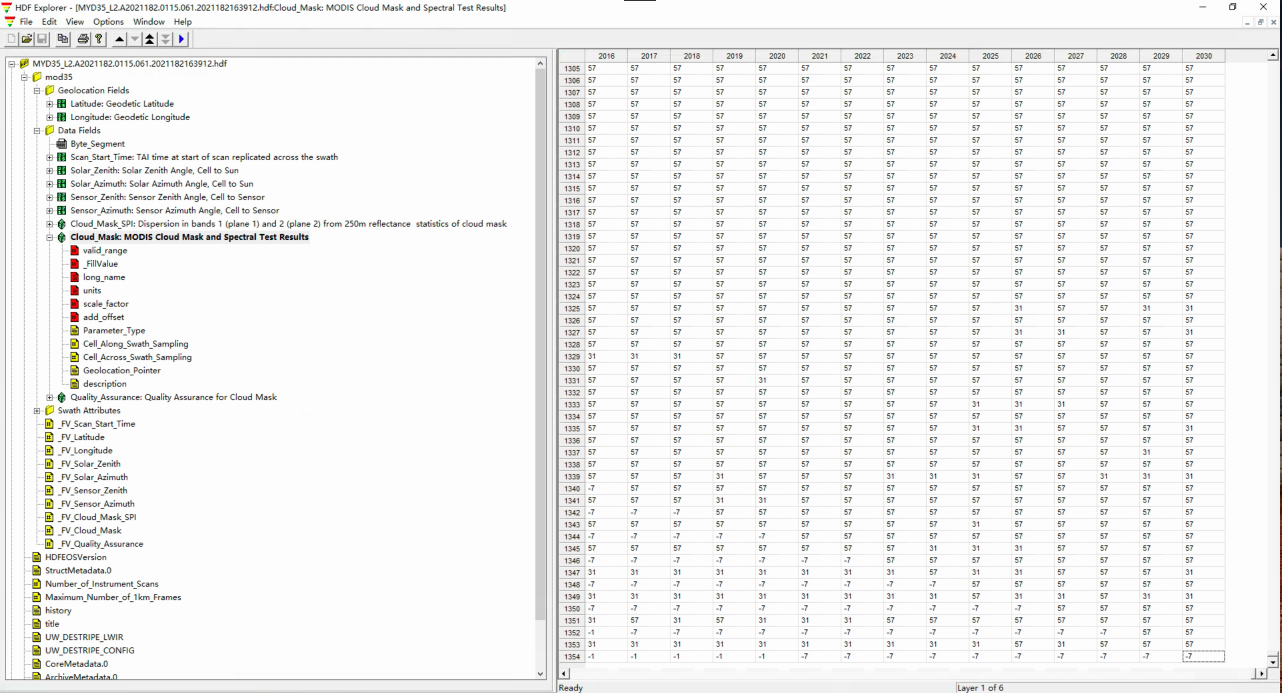 HDF Explorer - [MYD35_L2.A2021182.0115.061.2021182163912.hdf:Cloud_Mask: MODIS Cloud Mask and Spectral Test Results]
File Edit View Options Window Help
MYD35_L2.A2021182.0115.061.2021182163912.hdf
mod35
Geolocation Fields
Latitude: Geodetic Latitude
Longitude: Geodetic Longitude
Data Fields
Byte_Segment
Scan_Start_Time: TAI time at start of scan replicated across the swath
Solar_Zenith: Solar Zenith Angle, Cell to Sun
Solar_Azimuth: Solar Azimuth Angle, Cell to Sun
Sensor_Zenith: Sensor Zenith Angle, Cell to Sensor
Sensor_Azimuth: Sensor Azimuth Angle, Cell to Sensor
Cloud_Mask_SPI: Dispersion in bands 1 (plane 1) and 2 (plane 2) from 250m reflectance statistics of cloud mask
Cloud_Mask: MODIS Cloud Mask and Spectral Test Results
valid_range
_FillValue
long_name
units
scale_factor
add_offset
Parameter_Type
Cell_Along_Swath_Sampling
Cell_Across_Swath_Sampling
Geolocation_Pointer
description
Quality_Assurance: Quality Assurance for Cloud Mask
Swath Attributes
_FV_Scan_Start_Time
_FV_Latitude
_FV_Longitude
_FV_Solar_Zenith
_FV_Solar_Azimuth
_FV_Sensor_Zenith
_FV_Sensor_Azimuth
_FV_Cloud_Mask_SPI
_FV_Cloud_Mask
_FV_Quality_Assurance
HDFEOSVersion
StructMetadata.0
Number_of_Instrument_Scans
Maximum_Number_of_1km_Frames
history
title
UW_DESTRIPE_LWIR
UW_DESTRIPE_CONFIG
CoreMetadata.0
ArchiveMetadata.0
2016 2017 2018 2019 2020 2021 2022 2023 2024 2025 2026 2027 2028 2029 2030
1305 57 57 57 57 57 57 57 57 57 57 57 57 57 57 57
1306 57 57 57 57 57 57 57 57 57 57 57 57 57 57 57
1307 57 57 57 57 57 57 57 57 57 57 57 57 57 57 57
1308 57 57 57 57 57 57 57 57 57 57 57 57 57 57 57
1309 57 57 57 57 57 57 57 57 57 57 57 57 57 57 57
1310 57 57 57 57 57 57 57 57 57 57 57 57 57 57 57
1311 57 57 57 57 57 57 57 57 57 57 57 57 57 57 57
1312 57 57 57 57 57 57 57 57 57 57 57 57 57 57 57
1313 57 57 57 57 57 57 57 57 57 57 57 57 57 57 57
1314 57 57 57 57 57 57 57 57 57 57 57 57 57 57 57
1315 57 57 57 57 57 57 57 57 57 57 57 57 57 57 57
1316 57 57 57 57 57 57 57 57 57 57 57 57 57 57 57
1317 57 57 57 57 57 57 57 57 57 57 57 57 57 57 57
1318 57 57 57 57 57 57 57 57 57 57 57 57 57 57 57
1319 57 57 57 57 57 57 57 57 57 57 57 57 57 57 57
1320 57 57 57 57 57 57 57 57 57 57 57 57 57 57 57
1321 57 57 57 57 57 57 57 57 57 57 57 57 57 57 57
1322 57 57 57 57 57 57 57 57 57 57 57 57 57 57 57
1323 57 57 57 57 57 57 57 57 57 57 57 57 57 57 57
1324 57 57 57 57 57 57 57 57 57 57 57 57 57 57 57
1325 57 57 57 57 57 57 57 57 57 57 31 57 57 31 31
1326 57 57 57 57 57 57 57 57 57 57 57 57 57 57 57
1327 57 57 57 57 57 57 57 57 57 57 31 31 57 57 31
1328 57 57 57 57 57 57 57 57 57 57 57 57 57 57 57
1329 31 31 31 57 57 57 57 57 57 57 57 57 57 57 57
1330 57 57 57 57 57 57 57 57 57 57 57 57 57 57 57
1331 57 57 57 57 31 57 57 57 57 57 57 57 57 57 57
1332 57 57 57 57 57 57 57 57 57 57 57 57 57 57 57
1333 57 57 57 57 57 57 57 57 57 31 31 31 57 31 57
1334 57 57 57 57 57 57 57 57 57 57 57 57 57 57 57
1335 57 57 57 57 57 57 57 57 57 31 31 57 57 57 31
1336 57 57 57 57 57 57 57 57 57 57 57 57 57 57 57
1337 57 57 57 57 57 57 57 57 57 57 57 57 57 31 57
1338 57 57 57 57 57 57 57 57 57 57 57 57 57 57 57
1339 57 57 57 31 57 57 57 31 31 31 57 57 31 31 31
1340 -7 57 57 57 57 57 57 57 57 57 57 57 57 57 57
1341 57 57 57 31 31 57 57 57 57 57 57 57 57 57 57
1342 -7 -7 -7 57 57 57 57 57 57 57 57 57 57 57 57
1343 57 57 57 57 57 57 57 57 57 31 57 57 57 57 57
1344 -7 -7 -7 -7 -7 57 57 57 57 57 57 57 57 57 57
1345 57 57 57 57 57 57 57 57 31 31 31 57 57 57 57
1346 -7 -7 -7 -7 -7 -7 -7 -7 57 57 57 57 57 57 57
1347 31 31 31 31 31 31 31 31 57 31 31 31 57 57 31
1348 -7 -7 -7 -7 -7 -7 -7 -7 -7 57 57 57 57 57 57
1349 31 31 31 31 31 31 31 31 31 31 31 57 31 57 31
1350 -7 -7 -7 -7 -7 -7 -7 -7 -7 -7 -7 57 57 57 57
1351 31 57 31 57 31 31 31 57 57 57 57 57 57 57 57
1352 -1 -7 -7 -7 -7 -7 -7 -7 -7 -7 -7 -7 -7 57 57
1353 31 31 31 31 31 31 31 31 31 31 57 31 57 57 57
1354 -1 -1 -1 -1 -1 -7 -7 -7 -7 -7 -7 -7 -7 -7 -7
Ready
Layer 1 of 6